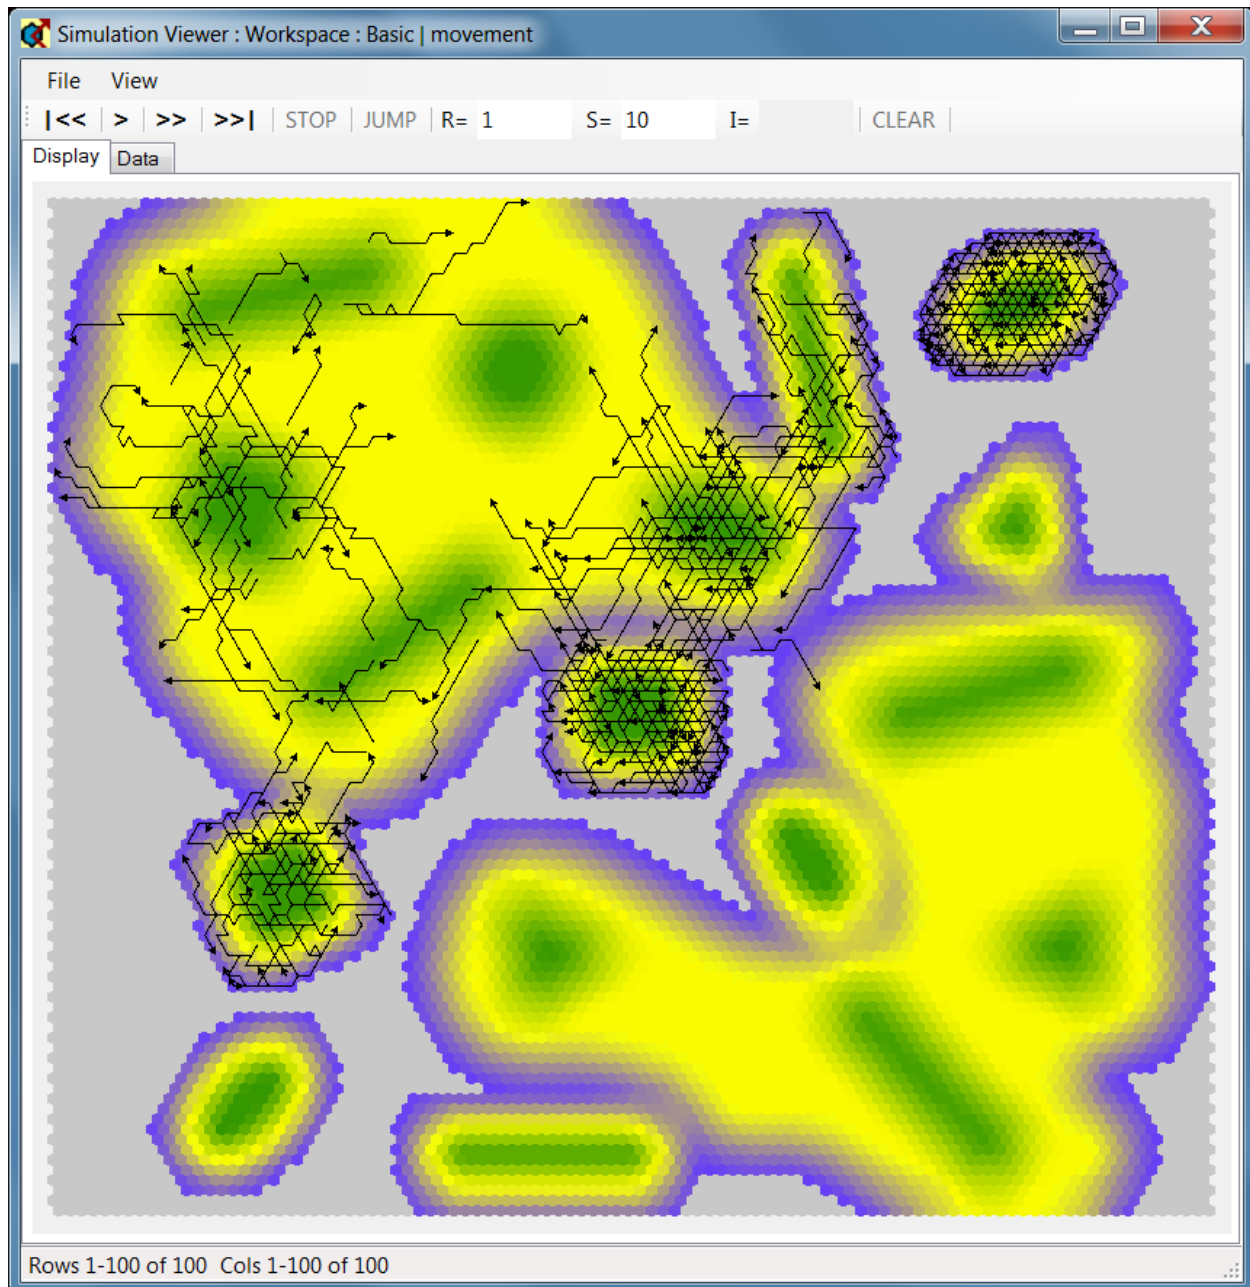 Simulation Viewer : Workspace : Basic | movement
File View
|<< > >> >>| STOP JUMP R= 1 S= 10 I= CLEAR
Display Data
Rows 1-100 of 100 Cols 1-100 of 100